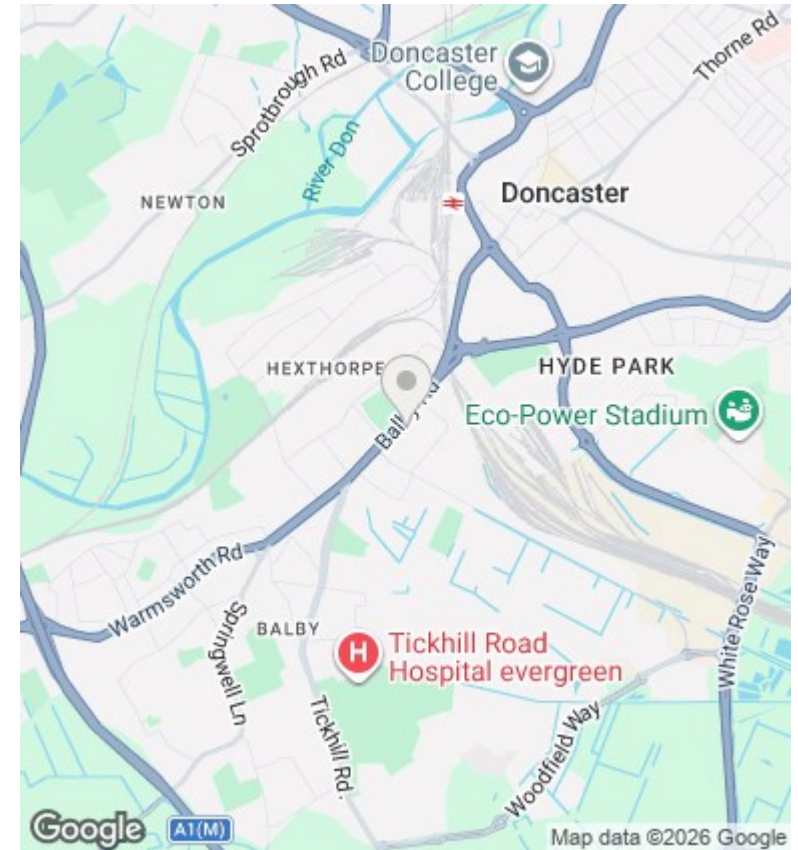 Doncaster
College
Thorne Rd
Sprotbrough Rd
River Don
NEWTON
Doncaster
HEXTHORPE
HYDE PARK
Balby Rd
Eco-Power Stadium
Warmsworth Rd
White Rose Way
Springwell Ln
BALBY
H
Tickhill Road
Hospital evergreen
Tickhill Rd
Woodfield Way
Google
A1(M)
Map data ©2026 Google